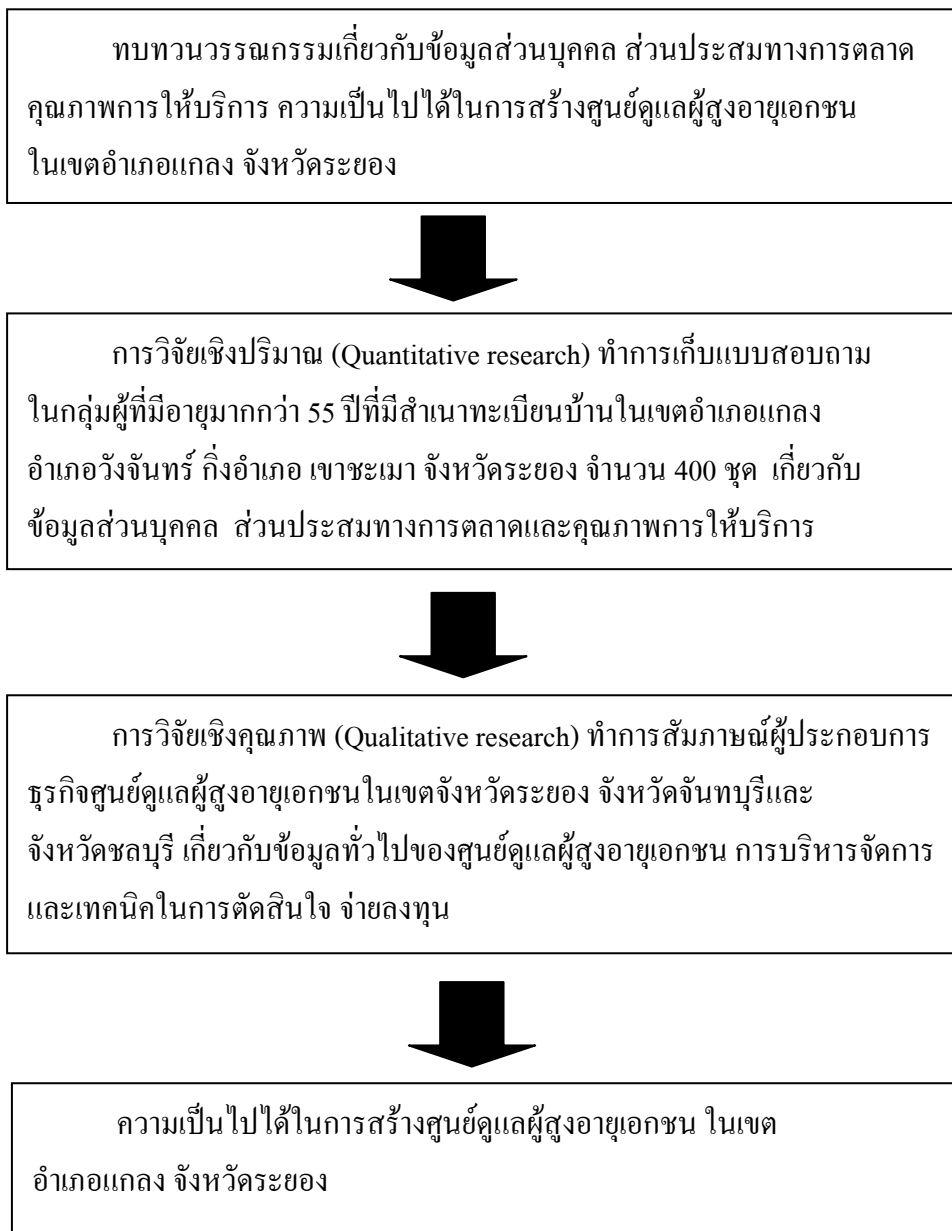 ทบทวนวรรณกรรมเกี่ยวกับข้อมูลส่วนบุคคล ส่วนประสมทางการตลาด
คุณภาพการให้บริการ ความเป็นไปได้ในการสร้างศูนย์ดูแลผู้สูงอายุเอกชน
ในเขตอำเภอแกลง จังหวัดระยอง
การวิจัยเชิงปริมาณ (Quantitative research) ทำการเก็บแบบสอบถาม
ในกลุ่มผู้ที่มีอายุมากกว่า 55 ปีที่มีสำเนาทะเบียนบ้านในเขตอำเภอแกลง
อำเภอวังจันทร์ กิ่งอำเภอ เขาชะเมา จังหวัดระยอง จำนวน 400 ชุด เกี่ยวกับ
ข้อมูลส่วนบุคคล ส่วนประสมทางการตลาดและคุณภาพการให้บริการ
การวิจัยเชิงคุณภาพ (Qualitative research) ทำการสัมภาษณ์ผู้ประกอบการ
ธุรกิจศูนย์ดูแลผู้สูงอายุเอกชนในเขตจังหวัดระยอง จังหวัดจันทบุรีและ
จังหวัดชลบุรี เกี่ยวกับข้อมูลทั่วไปของศูนย์ดูแลผู้สูงอายุเอกชน การบริหารจัดการ
และเทคนิคในการตัดสินใจ จ่ายลงทุน
ความเป็นไปได้ในการสร้างศูนย์ดูแลผู้สูงอายุเอกชน ในเขต
อำเภอแกลง จังหวัดระยอง